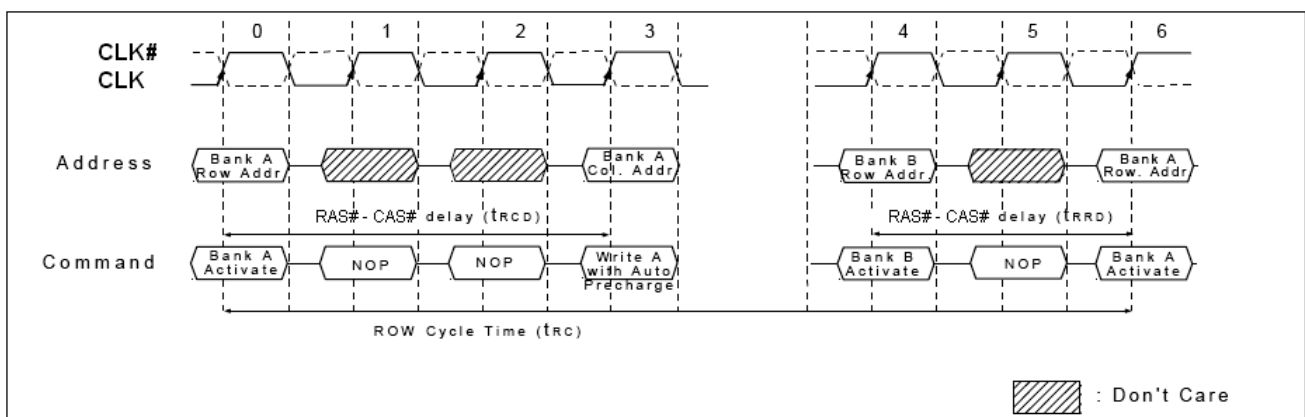 0 1 2 3 4 5 6
CLK#
CLK
Address
Bank A
Row Addr
Bank A
Col. Addr
Bank B
Row Addr.
Bank A
Row. Addr
RAS# - CAS# delay (tRCD)
RAS# - CAS# delay (tRRD)
Command
Bank A
Activate
NOP
NOP
Write A
with Auto
Precharge
Bank B
Activate
NOP
Bank A
Activate
ROW Cycle Time (tRC)
: Don't Care